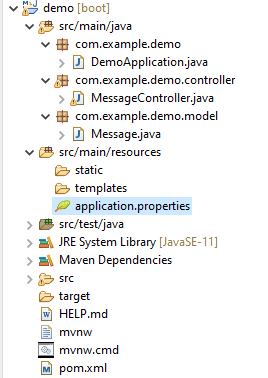 demo [boot]
src/main/java
com.example.demo
DemoApplication.java
com.example.demo.controller
MessageController.java
com.example.demo.model
Message.java
src/main/resources
static
templates
application.properties
src/test/java
JRE System Library [JavaSE-11]
Maven Dependencies
src
target
HELP.md
mvnw
mvnw.cmd
pom.xml